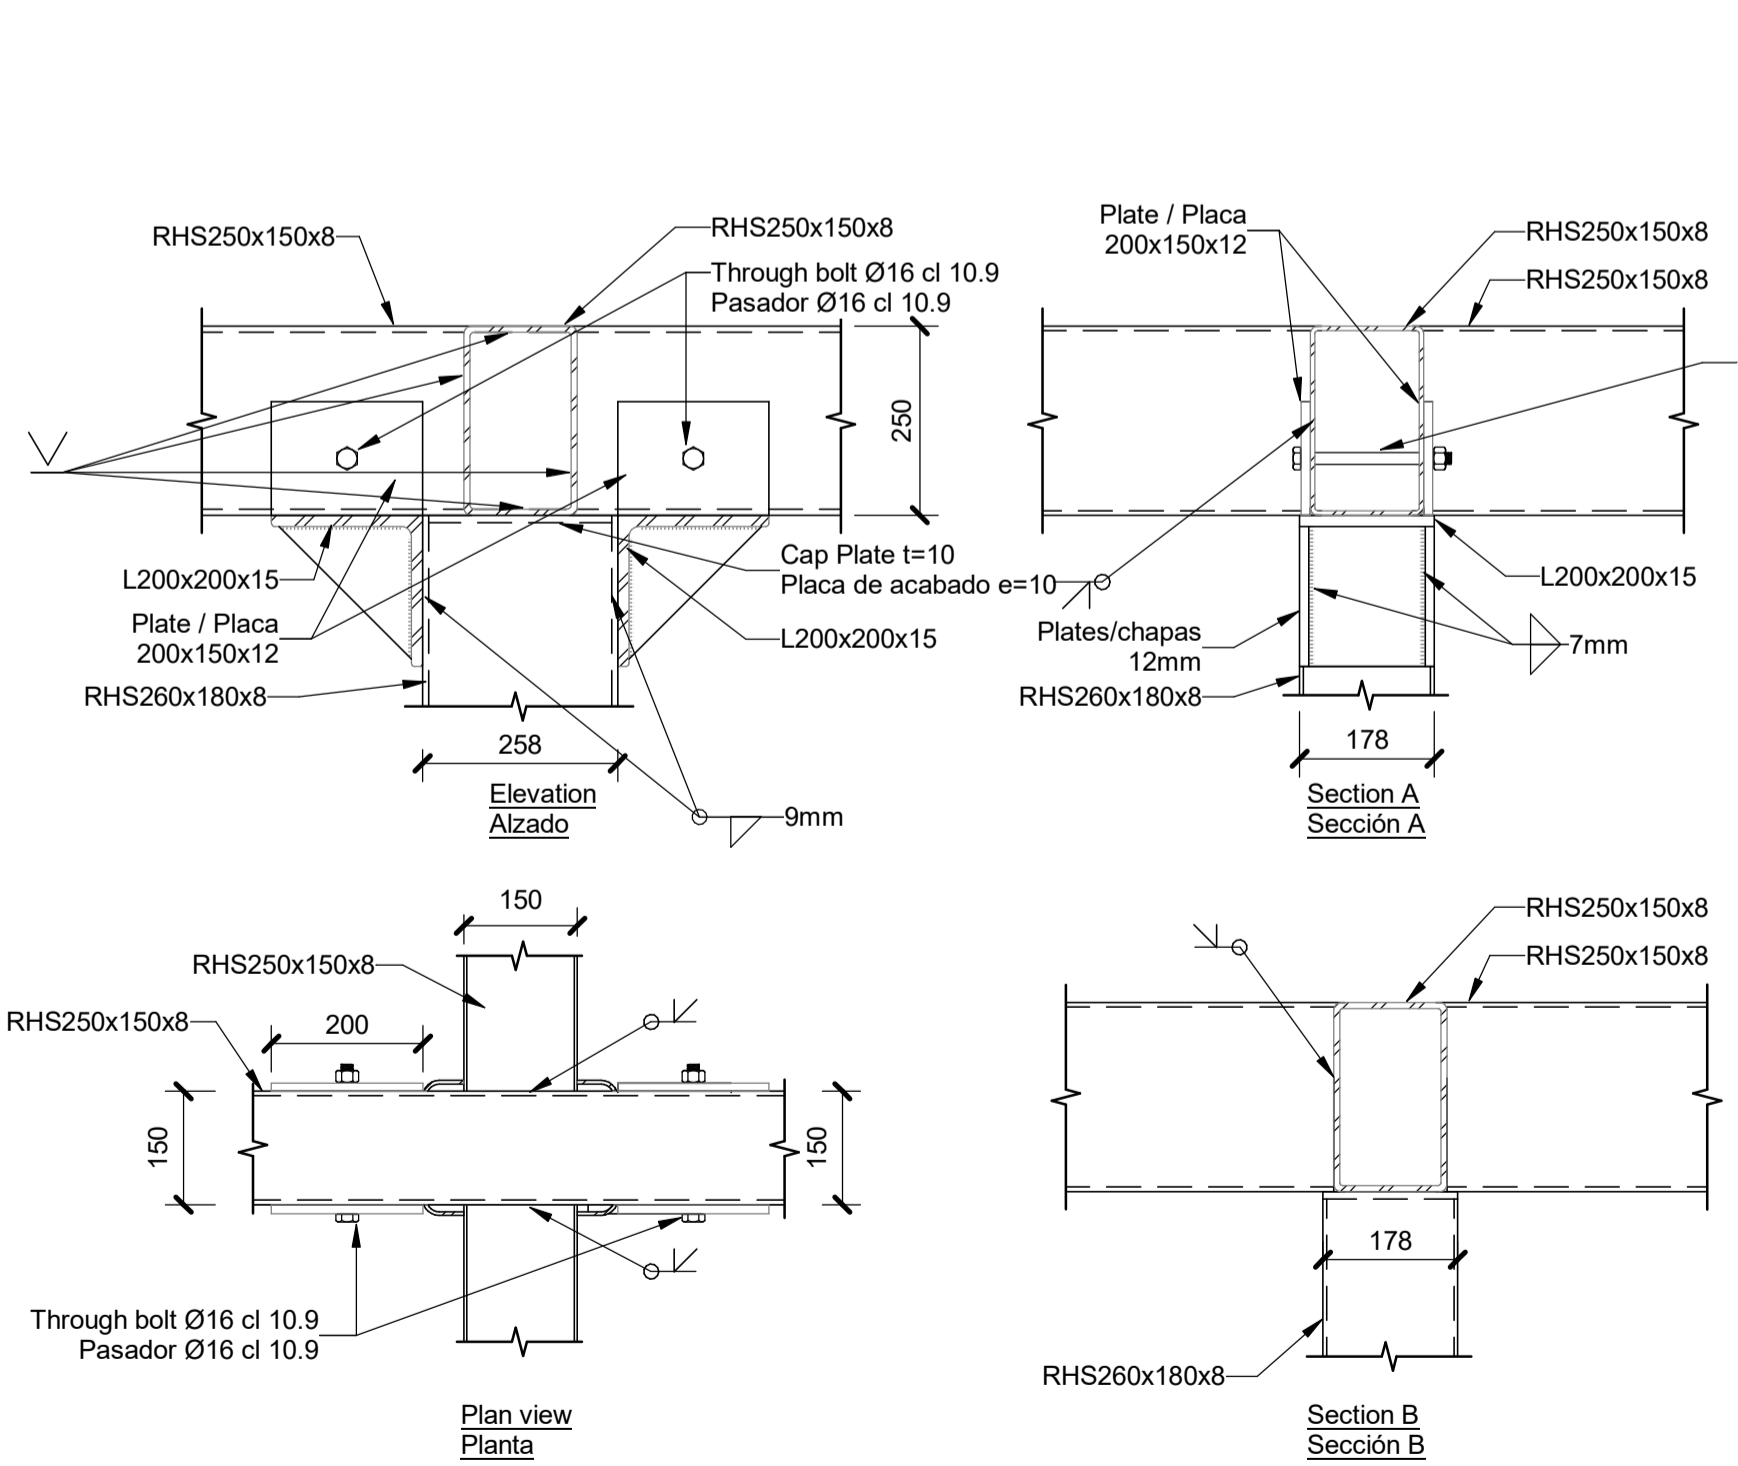 RHS250x150x8
RHS250x150x8
Through bolt Ø16 cl 10.9
Pasador Ø16 cl 10.9
250
Cap Plate t=10
Placa de acabado e=10
L200x200x15
L200x200x15
Plate / Placa
200x150x12
RHS260x180x8
258
9mm
Elevation
Alzado
Plate / Placa
200x150x12
RHS250x150x8
RHS250x150x8
L200x200x15
Plates/chapas
12mm
7mm
RHS260x180x8
178
Section A
Sección A
150
RHS250x150x8
RHS250x150x8
200
150
150
Through bolt Ø16 cl 10.9
Pasador Ø16 cl 10.9
Plan view
Planta
RHS250x150x8
RHS250x150x8
178
RHS260x180x8
Section B
Sección B